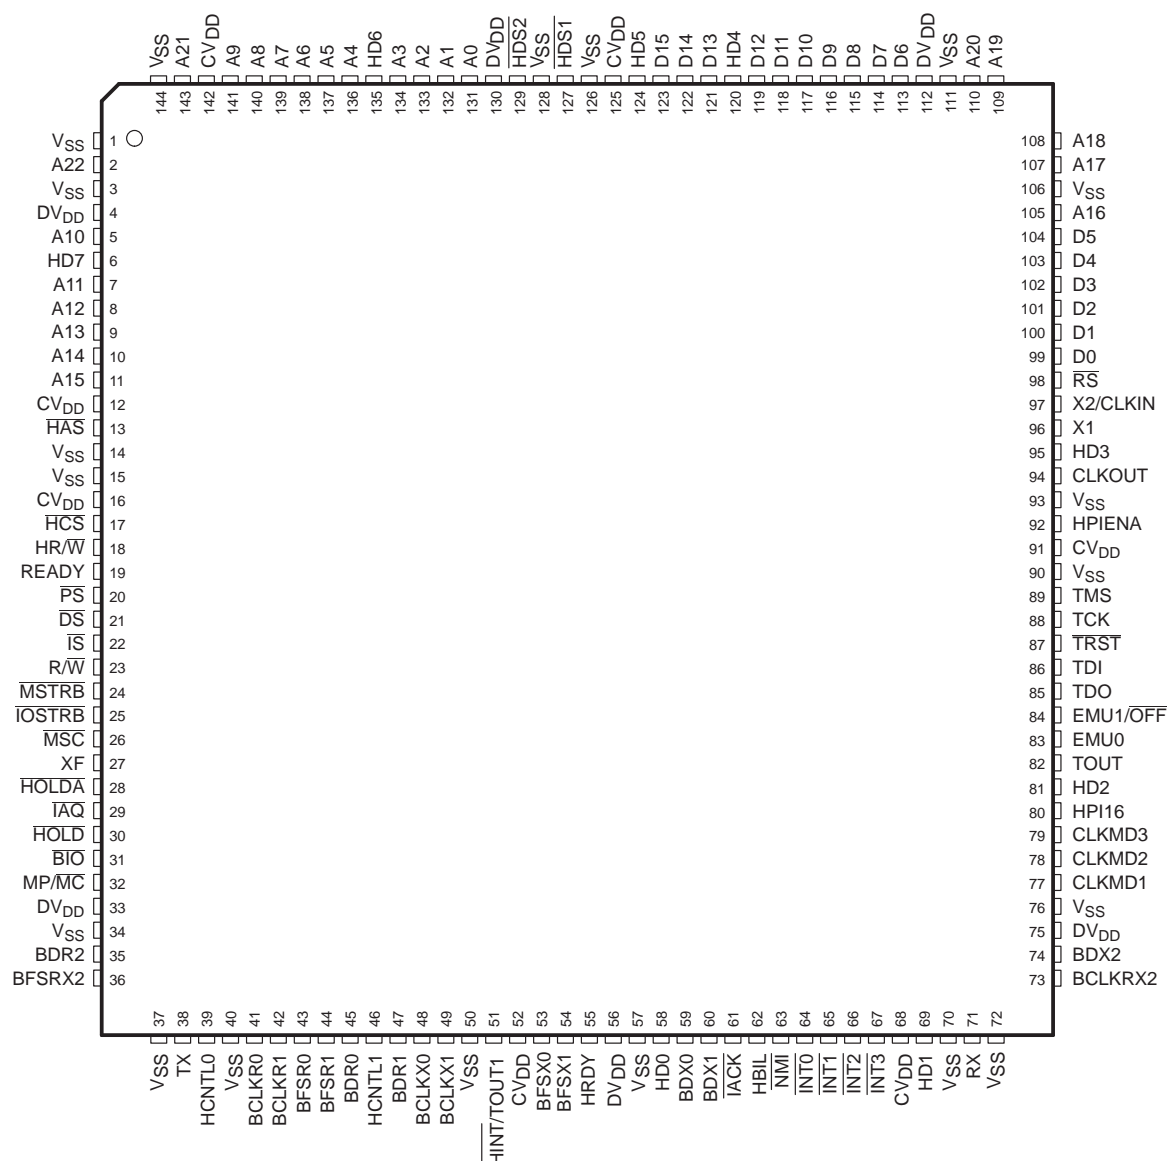 VSS A21 CVDD A9 A8 A7 A6 A5 A4 HD6 A3 A2 A1 A0 DVDD HDS2 VSS HDS1 VSS CVDD HD5 D15 D14 D13 HD4 D12 D11 D10 D9 D8 D7 D6 DVDD VSS A20 A19
144 143 142 141 140 139 138 137 136 135 134 133 132 131 130 129 128 127 126 125 124 123 122 121 120 119 118 117 116 115 114 113 112 111 110 109
VSS 1 108 A18
A22 2 107 A17
VSS 3 106 VSS
DVDD 4 105 A16
A10 5 104 D5
HD7 6 103 D4
A11 7 102 D3
A12 8 101 D2
A13 9 100 D1
A14 10 99 D0
A15 11 98 RS
CVDD 12 97 X2/CLKIN
HAS 13 96 X1
VSS 14 95 HD3
VSS 15 94 CLKOUT
CVDD 16 93 VSS
HCS 17 92 HPIENA
HR/W 18 91 CVDD
READY 19 90 VSS
PS 20 89 TMS
DS 21 88 TCK
IS 22 87 TRST
R/W 23 86 TDI
MSTRB 24 85 TDO
IOSTRB 25 84 EMU1/OFF
MSC 26 83 EMU0
XF 27 82 TOUT
HOLDA 28 81 HD2
IAQ 29 80 HPI16
HOLD 30 79 CLKMD3
BIO 31 78 CLKMD2
MP/MC 32 77 CLKMD1
DVDD 33 76 VSS
VSS 34 75 DVDD
BDR2 35 74 BDX2
BFSRX2 36 73 BCLKRX2
37 38 39 40 41 42 43 44 45 46 47 48 49 50 51 52 53 54 55 56 57 58 59 60 61 62 63 64 65 66 67 68 69 70 71 72
VSS TX HCNTL0 VSS BCLKR0 BCLKR1 BFSR0 BFSR1 BDR0 HCNTL1 BDR1 BCLKX0 BCLKX1 VSS HINT/TOUT1 CVDD BFSX0 BFSX1 HRDY DVDD VSS HD0 BDX0 BDX1 IACK HBIL NMI INT0 INT1 INT2 INT3 CVDD HD1 VSS RX VSS